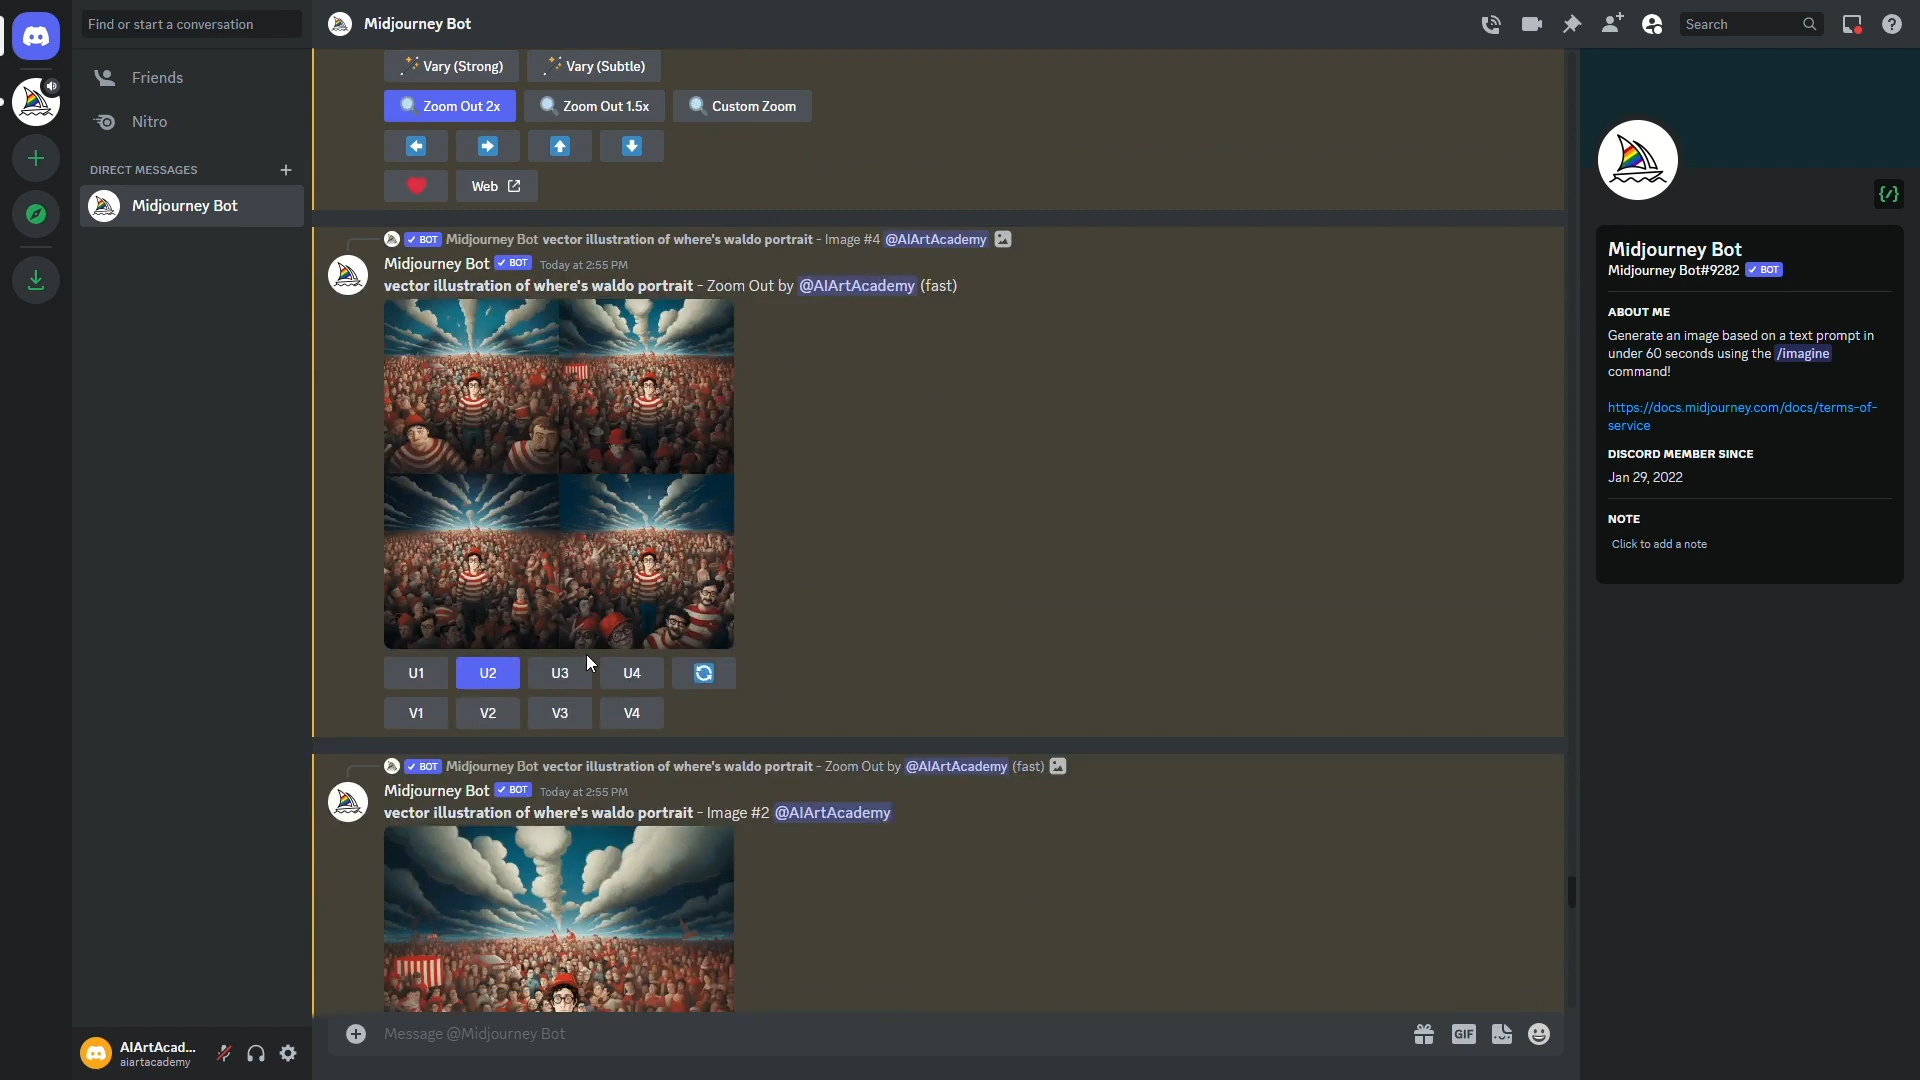 Find or start a conversation
Friends
Nitro
DIRECT MESSAGES
Midjourney Bot
AIArtAcad...
aiartacademy
Midjourney Bot
Search
Vary (Strong)
Vary (Subtle)
Zoom Out 2x
Zoom Out 1.5x
Custom Zoom
Web
BOT Midjourney Bot vector illustration of where's waldo portrait - Image #4 @AIArtAcademy
Midjourney Bot BOT Today at 2:55 PM
vector illustration of where's waldo portrait - Zoom Out by @AIArtAcademy (fast)
U1 U2 U3 U4
V1 V2 V3 V4
BOT Midjourney Bot vector illustration of where's waldo portrait - Zoom Out by @AIArtAcademy (fast)
Midjourney Bot BOT Today at 2:55 PM
vector illustration of where's waldo portrait - Image #2 @AIArtAcademy
Message @Midjourney Bot
GIF
Midjourney Bot
Midjourney Bot#9282 BOT
ABOUT ME
Generate an image based on a text prompt in
under 60 seconds using the /imagine
command!
https://docs.midjourney.com/docs/terms-of-
service
DISCORD MEMBER SINCE
Jan 29, 2022
NOTE
Click to add a note